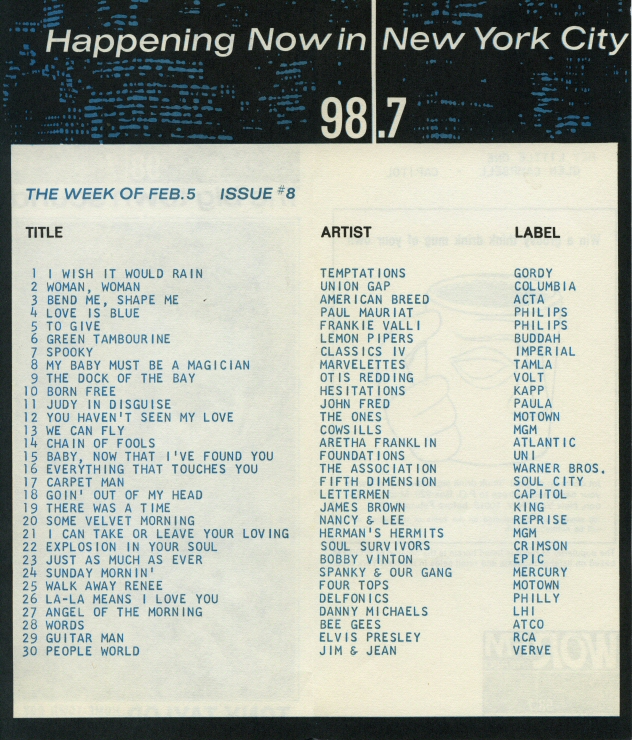 Happening Now in New York City
98.7
THE WEEK OF FEB.5 ISSUE #8
TITLE ARTIST LABEL
1 I WISH IT WOULD RAIN TEMPTATIONS GORDY
2 WOMAN, WOMAN UNION GAP COLUMBIA
3 BEND ME, SHAPE ME AMERICAN BREED ACTA
4 LOVE IS BLUE PAUL MAURIAT PHILIPS
5 TO GIVE FRANKIE VALLI PHILIPS
6 GREEN TAMBOURINE LEMON PIPERS BUDDAH
7 SPOOKY CLASSICS IV IMPERIAL
8 MY BABY MUST BE A MAGICIAN MARVELETTES TAMLA
9 THE DOCK OF THE BAY OTIS REDDING VOLT
10 BORN FREE HESITATIONS KAPP
11 JUDY IN DISGUISE JOHN FRED PAULA
12 YOU HAVEN'T SEEN MY LOVE THE ONES MOTOWN
13 WE CAN FLY COWSILLS MGM
14 CHAIN OF FOOLS ARETHA FRANKLIN ATLANTIC
15 BABY, NOW THAT I'VE FOUND YOU FOUNDATIONS UNI
16 EVERYTHING THAT TOUCHES YOU THE ASSOCIATION WARNER BROS.
17 CARPET MAN FIFTH DIMENSION SOUL CITY
18 GOIN' OUT OF MY HEAD LETTERMEN CAPITOL
19 THERE WAS A TIME JAMES BROWN KING
20 SOME VELVET MORNING NANCY & LEE REPRISE
21 I CAN TAKE OR LEAVE YOUR LOVING HERMAN'S HERMITS MGM
22 EXPLOSION IN YOUR SOUL SOUL SURVIVORS CRIMSON
23 JUST AS MUCH AS EVER BOBBY VINTON EPIC
24 SUNDAY MORNIN' SPANKY & OUR GANG MERCURY
25 WALK AWAY RENEE FOUR TOPS MOTOWN
26 LA-LA MEANS I LOVE YOU DELFONICS PHILLY
27 ANGEL OF THE MORNING DANNY MICHAELS LHI
28 WORDS BEE GEES ATCO
29 GUITAR MAN ELVIS PRESLEY RCA
30 PEOPLE WORLD JIM & JEAN VERVE